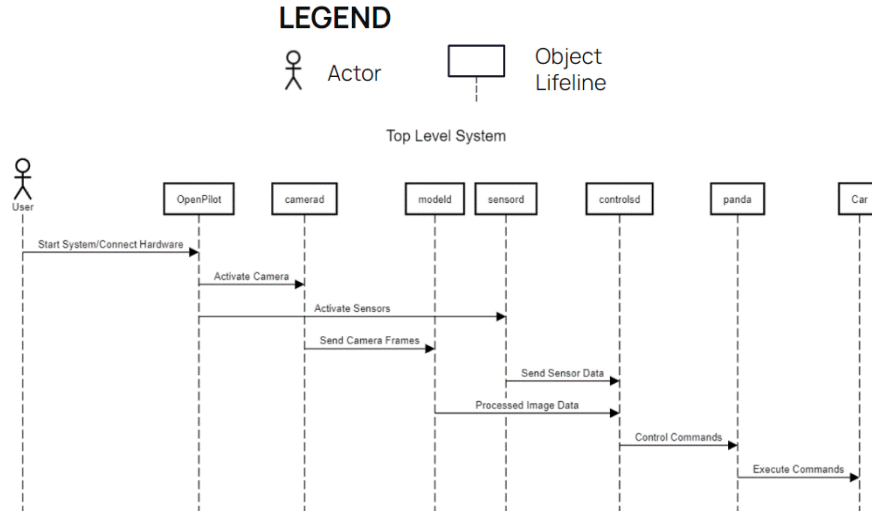 LEGEND
Actor
Object
Lifeline
Top Level System
User
OpenPilot
camerad
modeld
sensord
controlsd
panda
Car
Start System/Connect Hardware
Activate Camera
Activate Sensors
Send Camera Frames
Send Sensor Data
Processed Image Data
Control Commands
Execute Commands